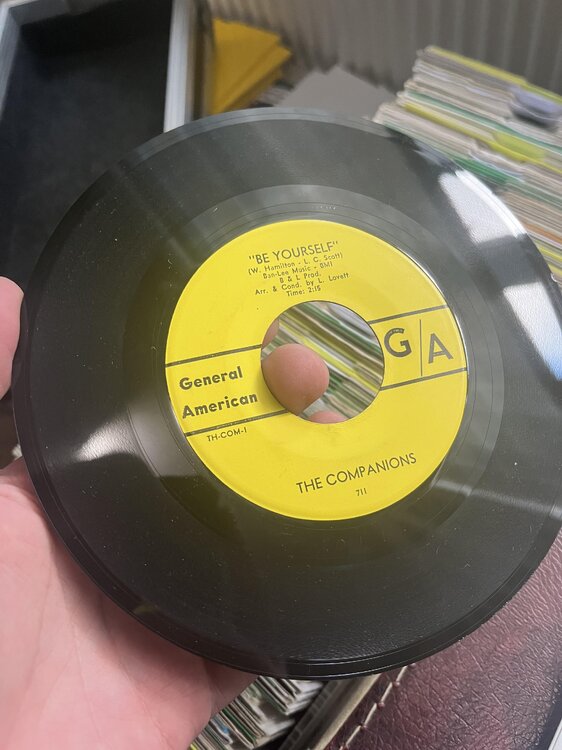 "BE YOURSELF"
(W. Hamilton - L. C. Scott)
Ban-Lee Music - BMI
B & L Prod.
Arr. & Cond. by L. Lovett
Time: 2:15
General
American
G/A
TH-COM-1
THE COMPANIONS
711